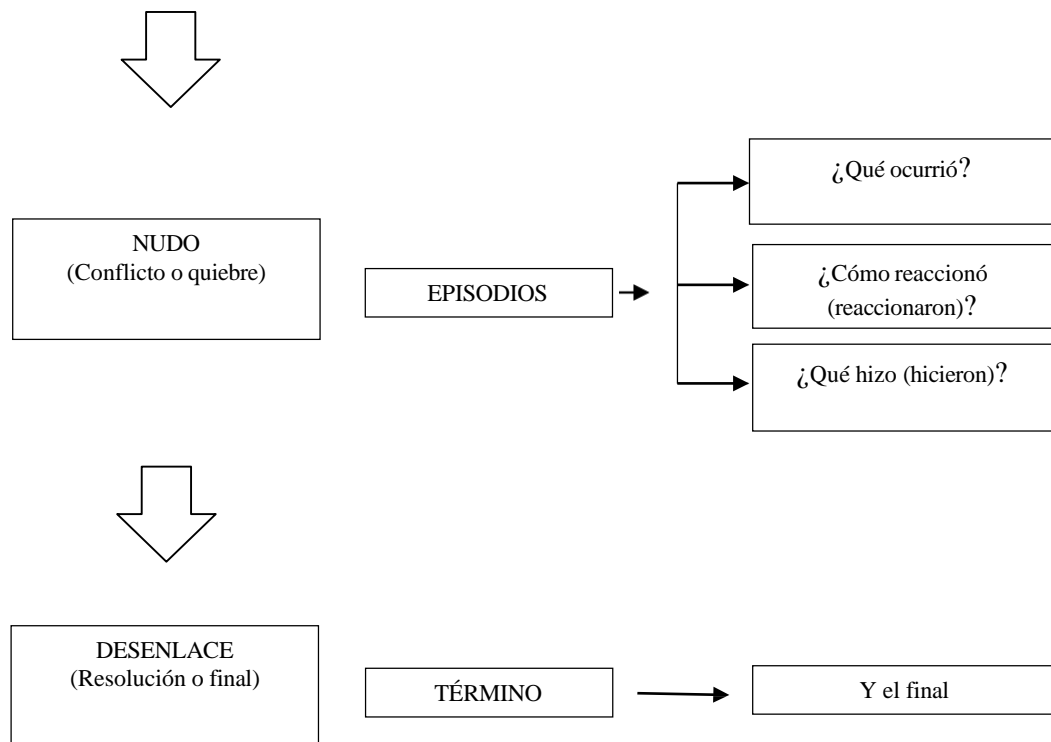 NUDO
(Conflicto o quiebre)
EPISODIOS
¿Qué ocurrió?
¿Cómo reaccionó
(reaccionaron)?
¿Qué hizo (hicieron)?
DESENLACE
(Resolución o final)
TÉRMINO
Y el final